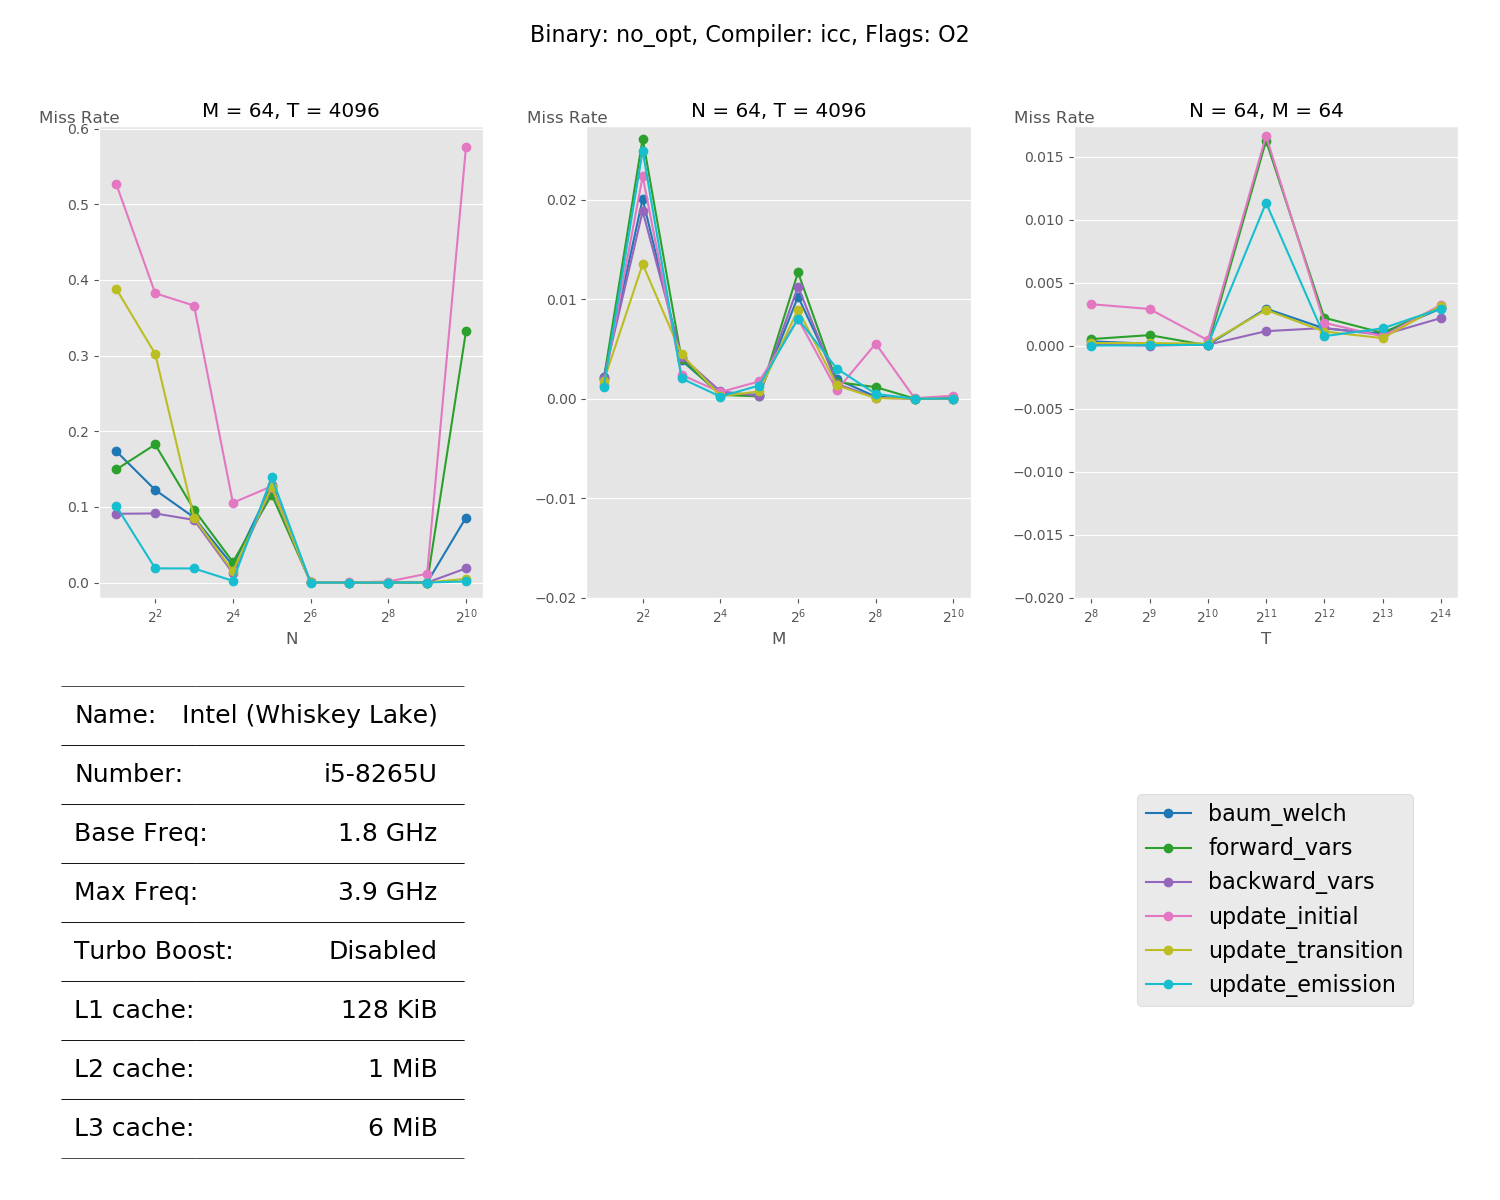 Binary: no_opt, Compiler: icc, Flags: O2
M = 64, T = 4096
Miss Rate
0.6
0.5
0.4
0.3
0.2
0.1
0.0
2^2 2^4 2^6 2^8 2^10
N
N = 64, T = 4096
Miss Rate
0.02
0.01
0.00
−0.01
−0.02
2^2 2^4 2^6 2^8 2^10
M
N = 64, M = 64
Miss Rate
0.015
0.010
0.005
0.000
−0.005
−0.010
−0.015
−0.020
2^8 2^9 2^10 2^11 2^12 2^13 2^14
T
Name: Intel (Whiskey Lake)
Number: i5-8265U
Base Freq: 1.8 GHz
Max Freq: 3.9 GHz
Turbo Boost: Disabled
L1 cache: 128 KiB
L2 cache: 1 MiB
L3 cache: 6 MiB
baum_welch
forward_vars
backward_vars
update_initial
update_transition
update_emission